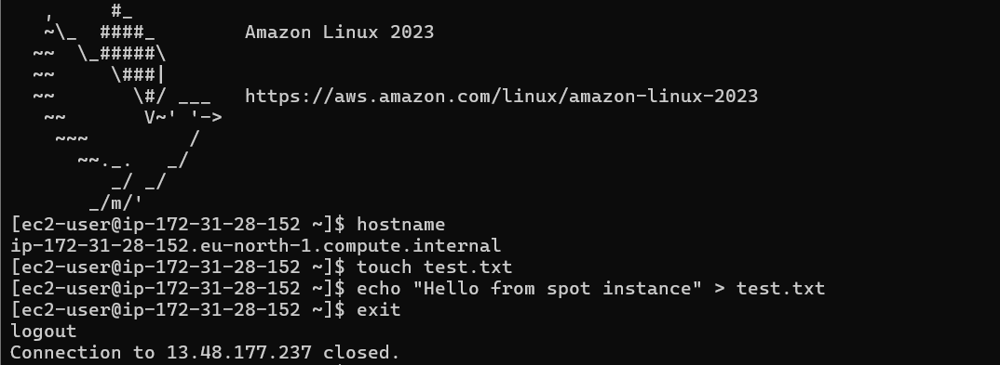 ,     #_
   ~\_  ####_        Amazon Linux 2023
  ~~  \_#####\
  ~~     \###|
  ~~       \#/ ___   https://aws.amazon.com/linux/amazon-linux-2023
   ~~       V~' '->
    ~~~         /
      ~~._.   _/
         _/ _/
       _/m/'
[ec2-user@ip-172-31-28-152 ~]$ hostname
ip-172-31-28-152.eu-north-1.compute.internal
[ec2-user@ip-172-31-28-152 ~]$ touch test.txt
[ec2-user@ip-172-31-28-152 ~]$ echo "Hello from spot instance" > test.txt
[ec2-user@ip-172-31-28-152 ~]$ exit
logout
Connection to 13.48.177.237 closed.